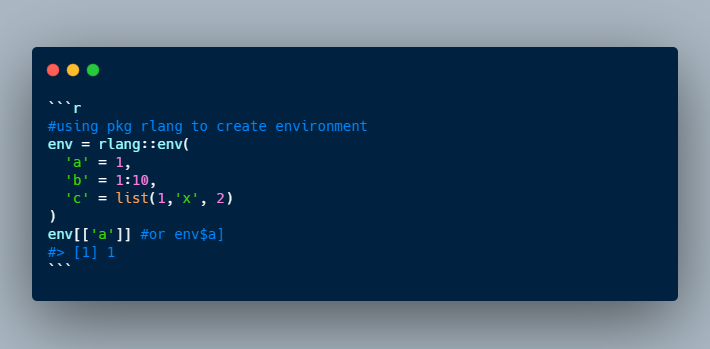 ```r
#using pkg rlang to create environment
env = rlang::env(
  'a' = 1,
  'b' = 1:10,
  'c' = list(1,'x', 2)
)
env[['a']] #or env$a]
#> [1] 1
```